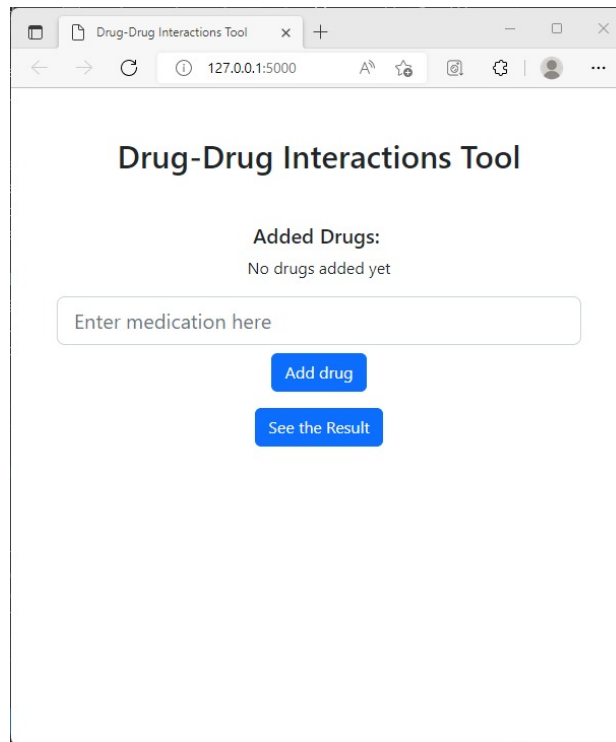 Drug-Drug Interactions Tool
127.0.0.1:5000
Drug-Drug Interactions Tool
Added Drugs:
No drugs added yet
Enter medication here
Add drug
See the Result